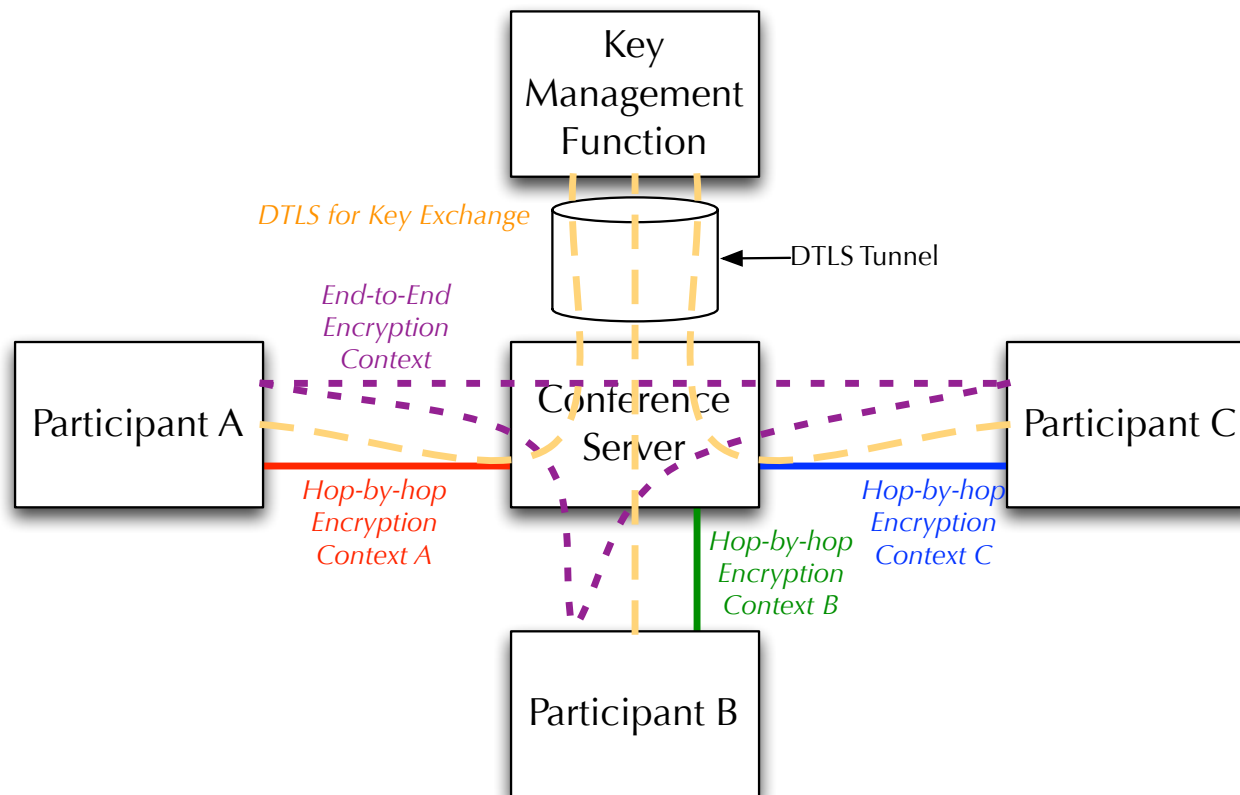 Key
Management
Function
DTLS for Key Exchange
DTLS Tunnel
End-to-End
Encryption
Context
Participant A
Conference
Server
Participant C
Hop-by-hop
Encryption
Context A
Hop-by-hop
Encryption
Context C
Hop-by-hop
Encryption
Context B
Participant B